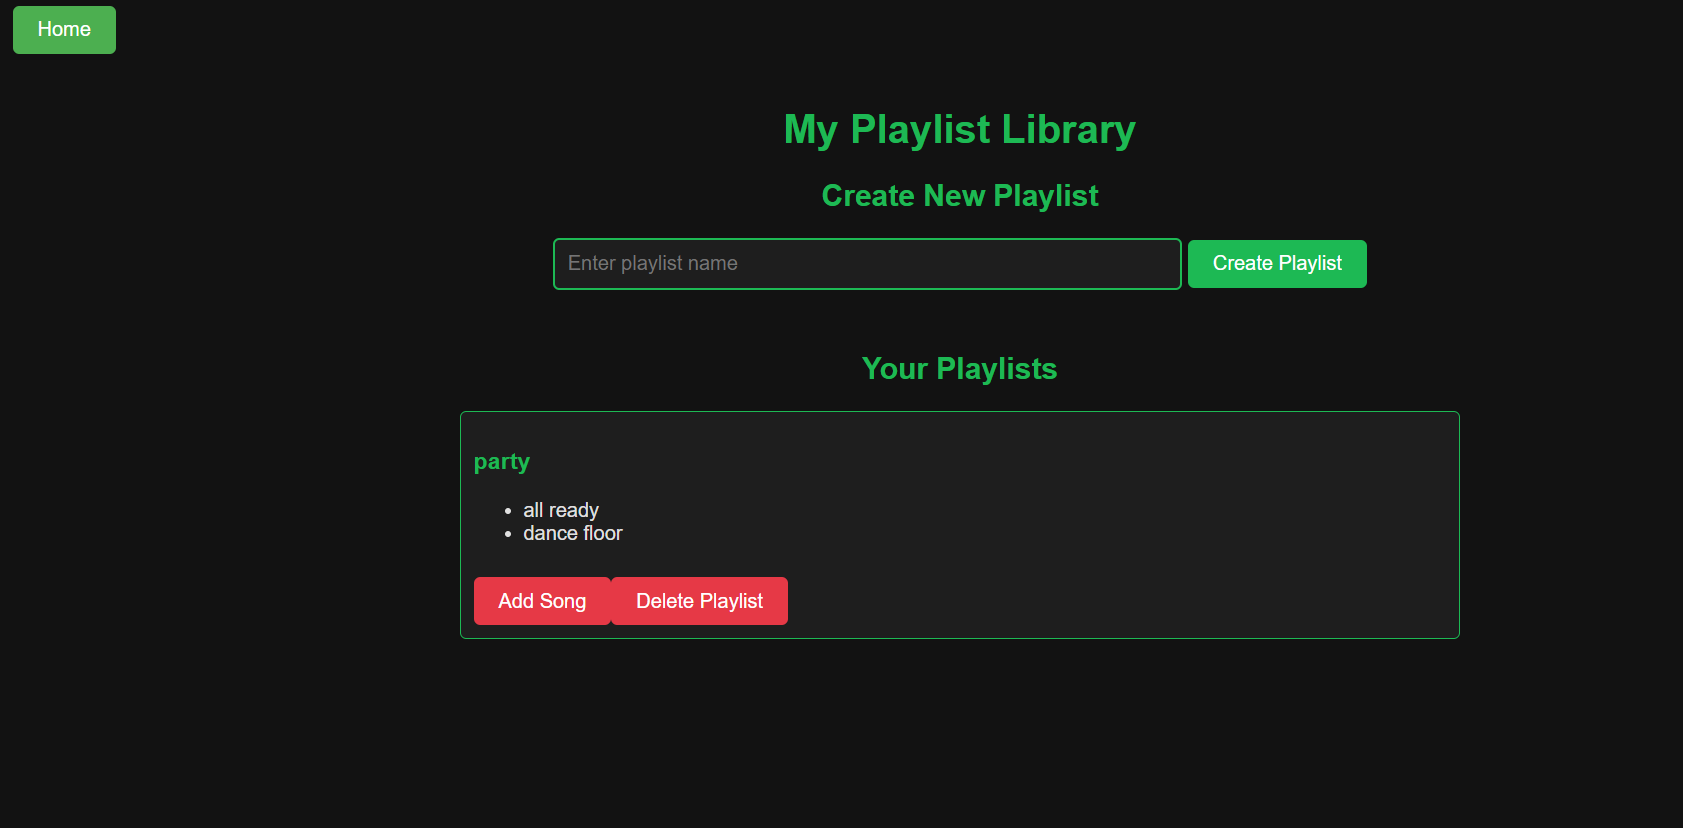 Home
My Playlist Library
Create New Playlist
Enter playlist name Create Playlist
Your Playlists
party
all ready
dance floor
Add Song Delete Playlist